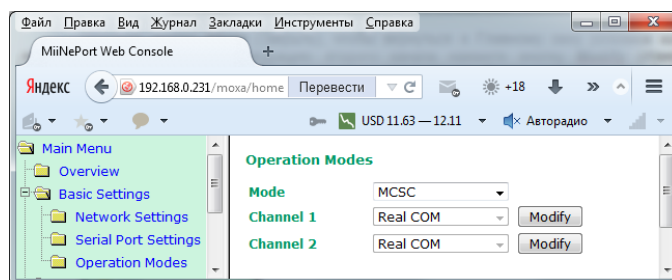 Файл Правка Вид Журнал Закладки Инструменты Справка
MiiNePort Web Console +
Яндекс 192.168.0.231/moxa/home Перевести +18 »
USD 11.63 — 12.11 Авторадио
Main Menu
Overview
Basic Settings
Network Settings
Serial Port Settings
Operation Modes
Operation Modes
Mode MCSC
Channel 1 Real COM Modify
Channel 2 Real COM Modify